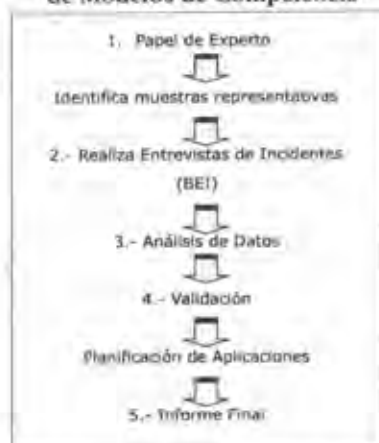 de Modelos de Competencia
1. Papel de Experto
Identifica muestras representativas
2.- Realiza Entrevistas de Incidentes
(BEI)
3.- Análisis de Datos
4.- Validación
Planificación de Aplicaciones
5.- Informe Final